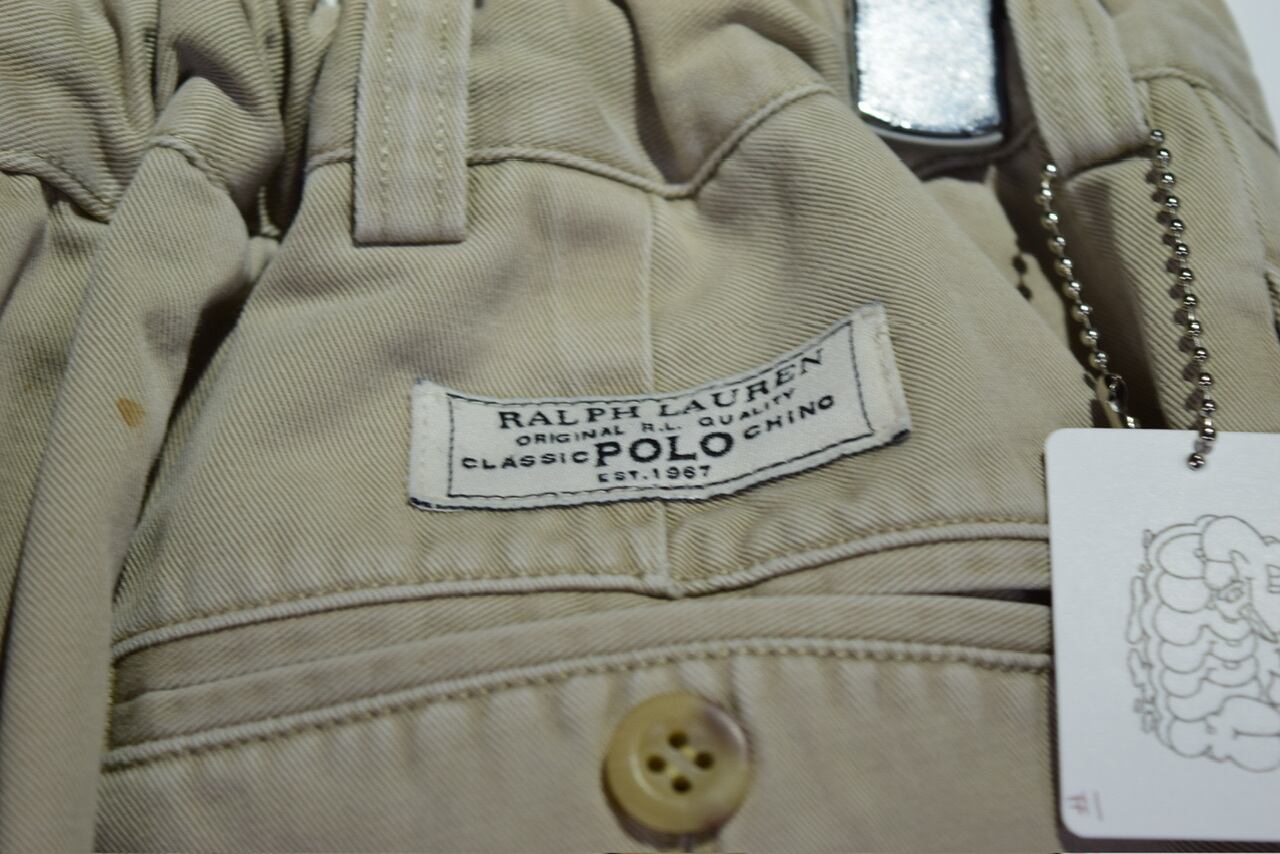 RALPH LAUREN
ORIGINAL R.L. QUALITY
CLASSIC POLO CHINO
EST. 1967